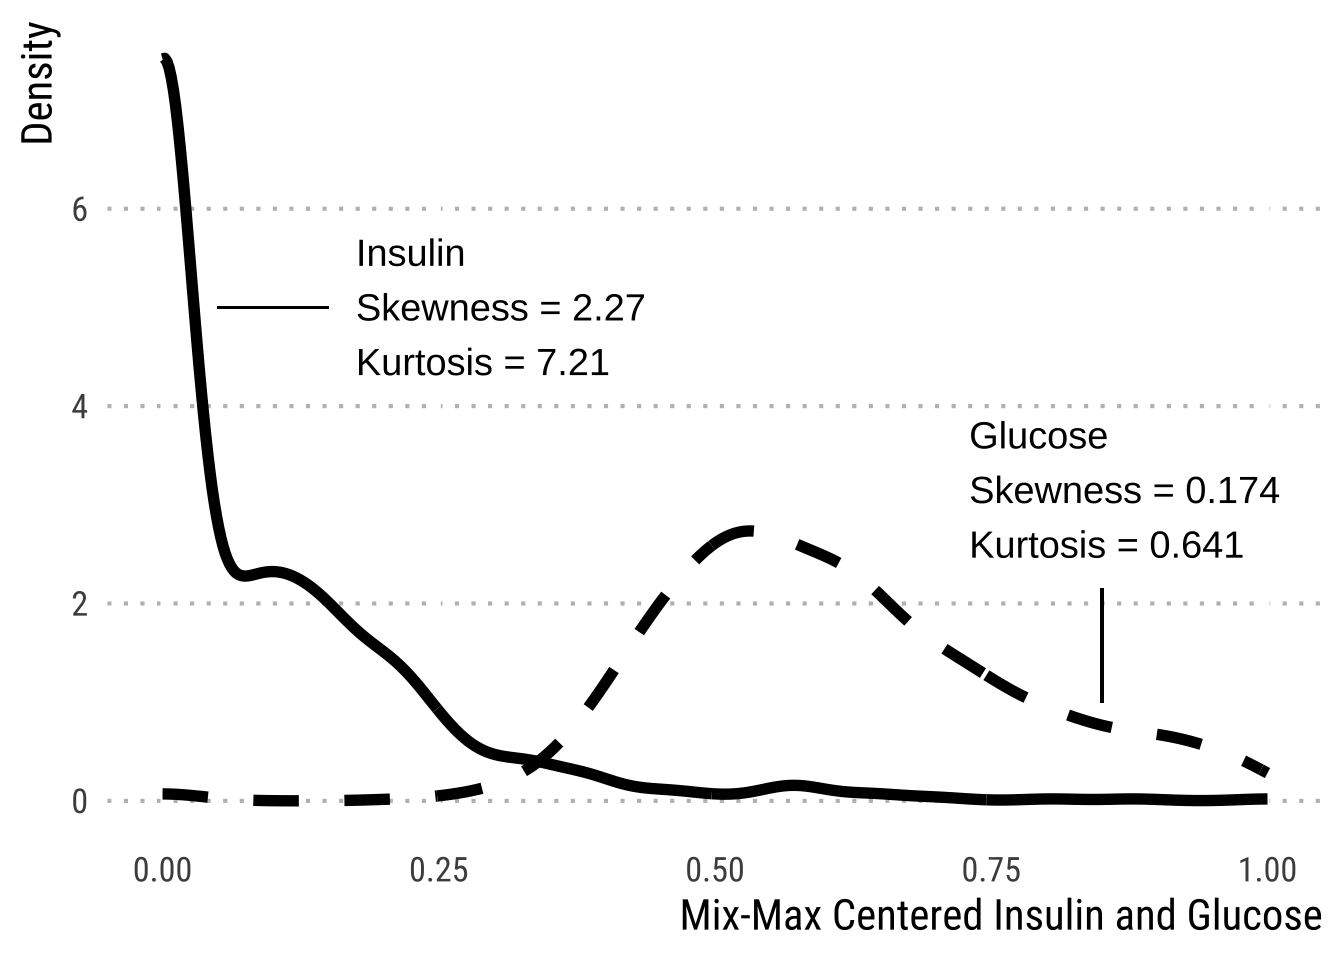 Density
6
Insulin
Skewness = 2.27
Kurtosis = 7.21
4
Glucose
Skewness = 0.174
Kurtosis = 0.641
2
0
0.00 0.25 0.50 0.75 1.00
Mix-Max Centered Insulin and Glucose